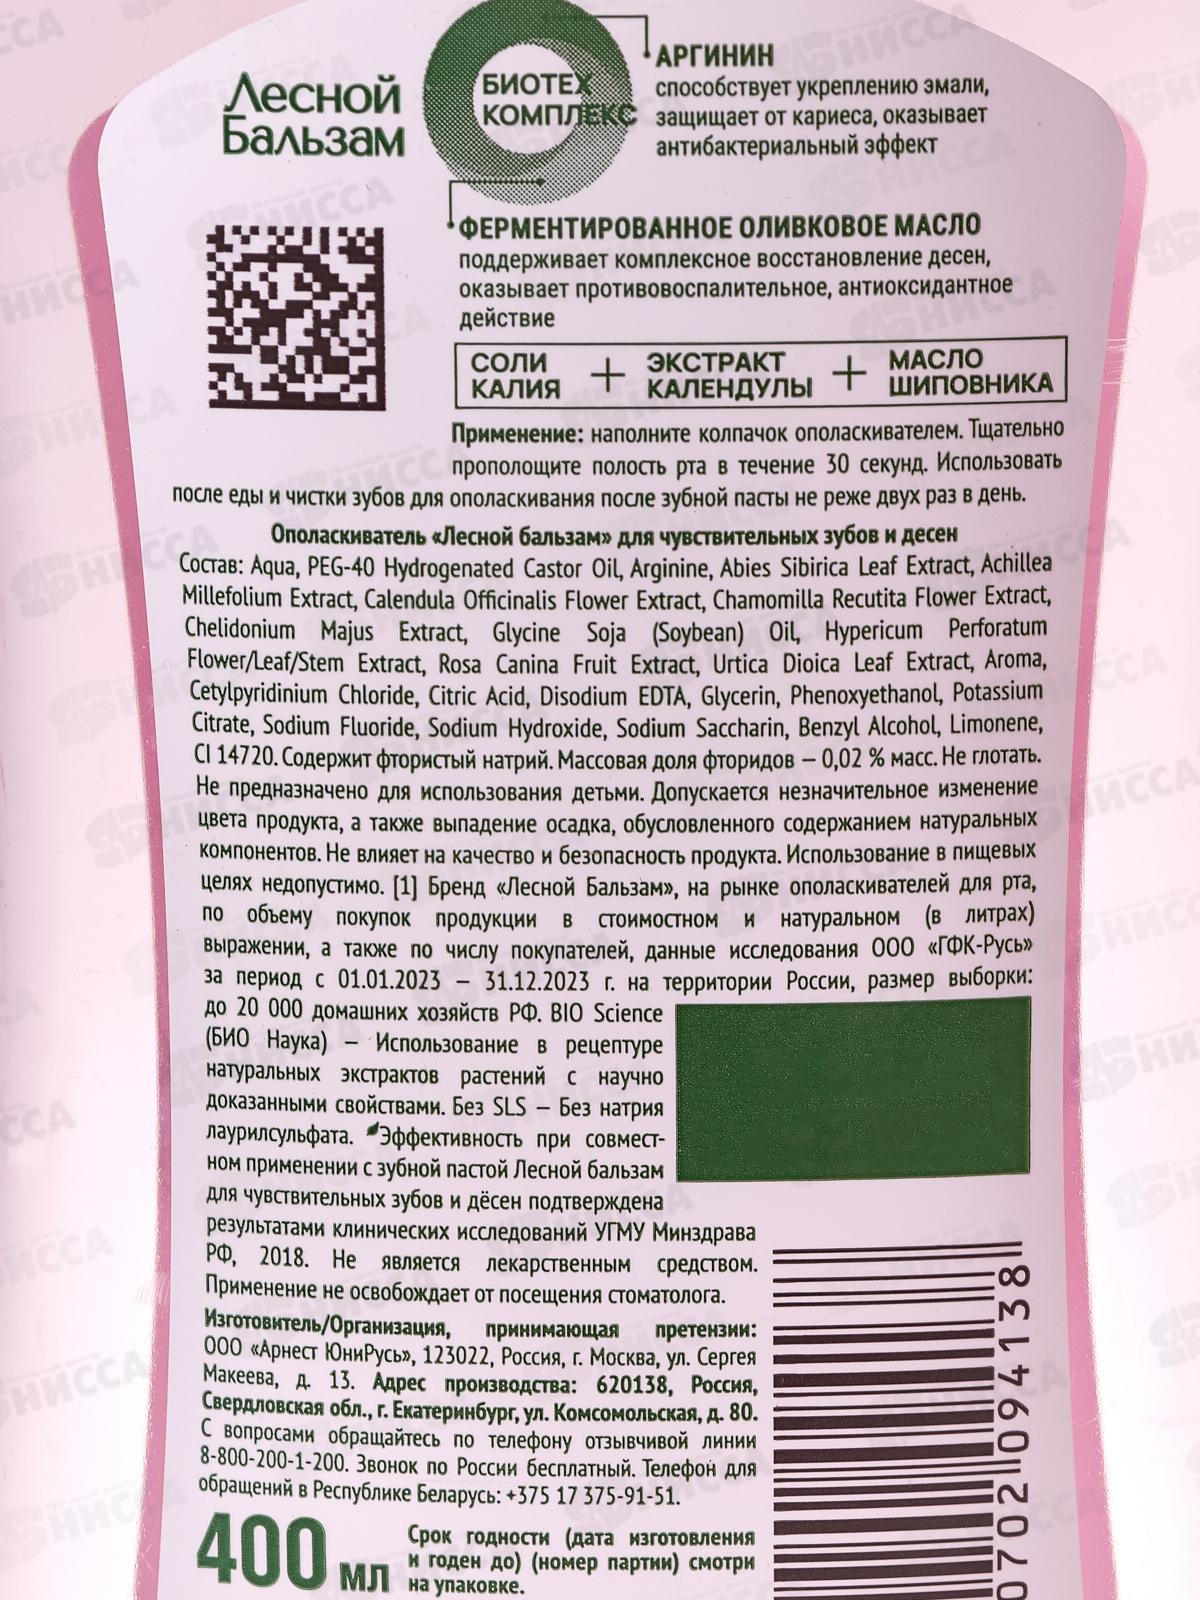 Лесной
Бальзам
БИОТЕХ
КОМПЛЕКС
АРГИНИН
способствует укреплению эмали,
защищает от кариеса, оказывает
антибактериальный эффект
ФЕРМЕНТИРОВАННОЕ ОЛИВКОВОЕ МАСЛО
поддерживает комплексное восстановление десен,
оказывает противовоспалительное, антиоксидантное
действие
СОЛИ
КАЛИЯ
+
ЭКСТРАКТ
КАЛЕНДУЛЫ
+
МАСЛО
ШИПОВНИКА
Применение: наполните колпачок ополаскивателем. Тщательно
прополощите полость рта в течение 30 секунд. Использовать
после еды и чистки зубов для ополаскивания после зубной пасты не реже двух раз в день.
Ополаскиватель «Лесной бальзам» для чувствительных зубов и десен
Состав: Aqua, PEG-40 Hydrogenated Castor Oil, Arginine, Abies Sibirica Leaf Extract, Achillea
Millefolium Extract, Calendula Officinalis Flower Extract, Chamomilla Recutita Flower Extract,
Chelidonium Majus Extract, Glycine Soja (Soybean) Oil, Hypericum Perforatum
Flower/Leaf/Stem Extract, Rosa Canina Fruit Extract, Urtica Dioica Leaf Extract, Aroma,
Cetylpyridinium Chloride, Citric Acid, Disodium EDTA, Glycerin, Phenoxyethanol, Potassium
Citrate, Sodium Fluoride, Sodium Hydroxide, Sodium Saccharin, Benzyl Alcohol, Limonene,
CI 14720. Содержит фтористый натрий. Массовая доля фторидов – 0,02 % масс. Не глотать.
Не предназначено для использования детьми. Допускается незначительное изменение
цвета продукта, а также выпадение осадка, обусловленного содержанием натуральных
компонентов. Не влияет на качество и безопасность продукта. Использование в пищевых
целях недопустимо. [1] Бренд «Лесной Бальзам», на рынке ополаскивателей для рта,
по объему покупок продукции в стоимостном и натуральном (в литрах)
выражении, а также по числу покупателей, данные исследования ООО «ГФК-Русь»
за период с 01.01.2023 – 31.12.2023 г. на территории России, размер выборки:
до 20 000 домашних хозяйств РФ. BIO Science
(БИО Наука) – Использование в рецептуре
натуральных экстрактов растений с научно
доказанными свойствами. Без SLS – Без натрия
лаурилсульфата. Эффективность при совмест-
ном применении с зубной пастой Лесной бальзам
для чувствительных зубов и дёсен подтверждена
результатами клинических исследований УГМУ Минздрава
РФ, 2018. Не является лекарственным средством.
Применение не освобождает от посещения стоматолога.
Изготовитель/Организация, принимающая претензии:
ООО «Арнест ЮниРусь», 123022, Россия, г. Москва, ул. Сергея
Макеева, д. 13. Адрес производства: 620138, Россия,
Свердловская обл., г. Екатеринбург, ул. Комсомольская, д. 80.
С вопросами обращайтесь по телефону отзывчивой линии
8-800-200-1-200. Звонок по России бесплатный. Телефон для
обращений в Республике Беларусь: +375 17 375-91-51.
400 мл
Срок годности (дата изготовления
и годен до) (номер партии) смотри
на упаковке.
0702094138